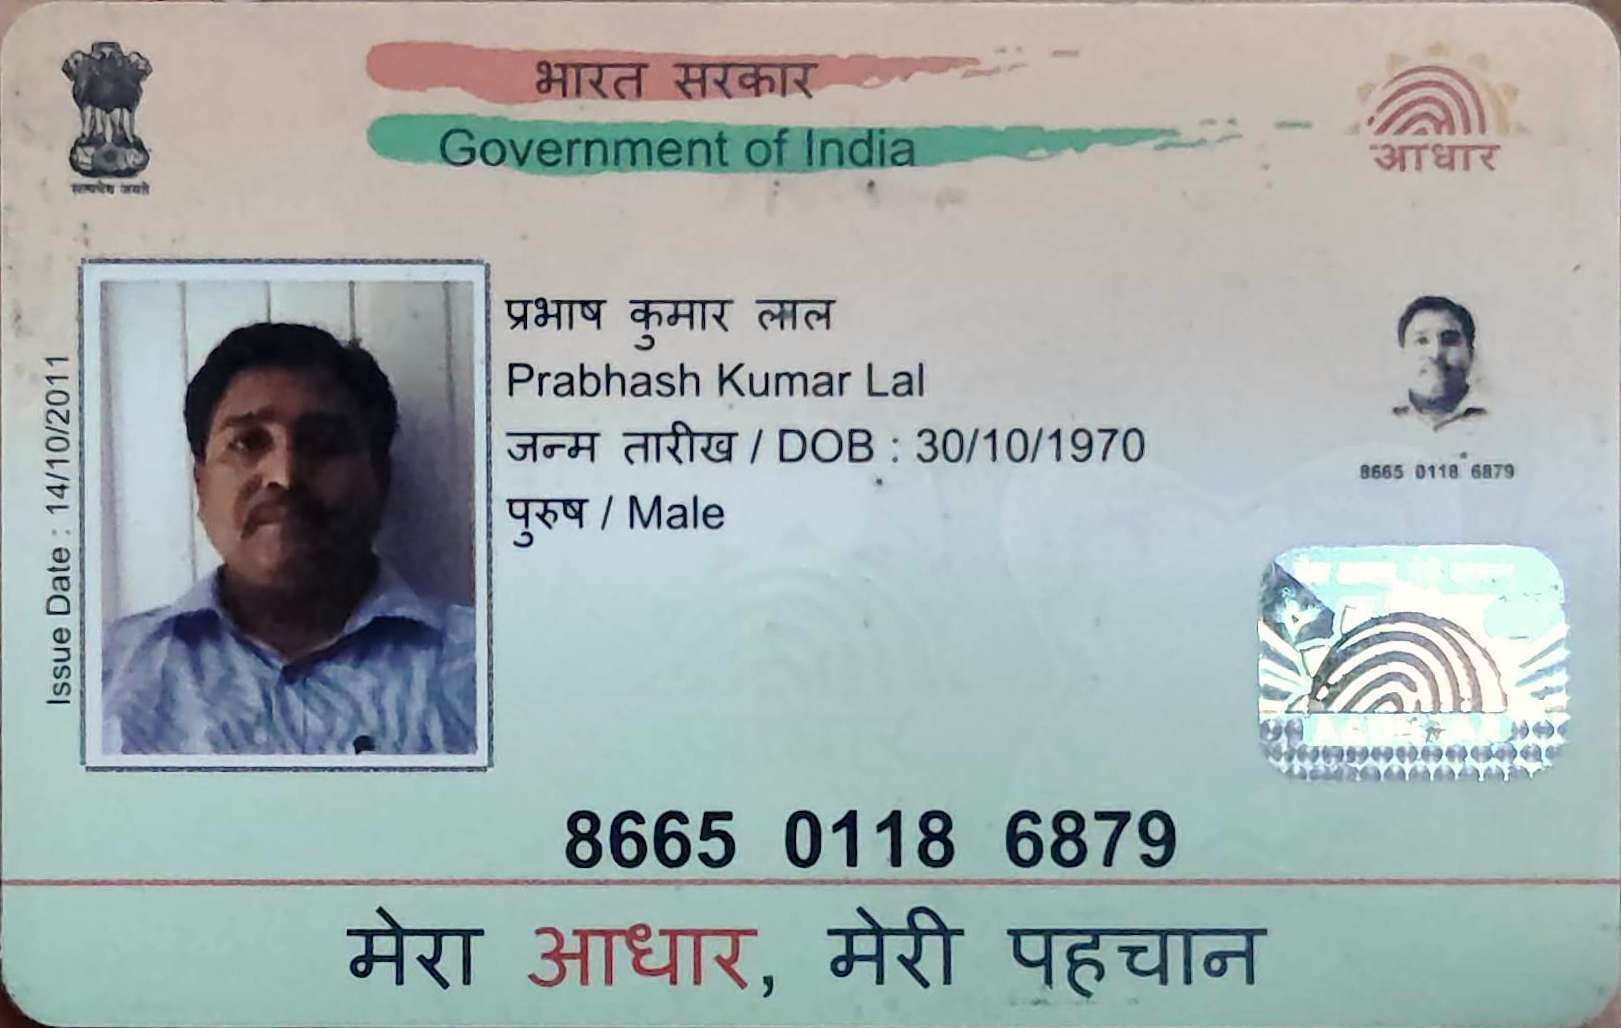 भारत सरकार
Government of India
सत्यमेव जयते
आधार
Issue Date : 14/10/2011
प्रभाष कुमार लाल
Prabhash Kumar Lal
जन्म तारीख / DOB : 30/10/1970
पुरुष / Male
8665 0118 6879
AADHAAR
8665 0118 6879
मेरा आधार, मेरी पहचान